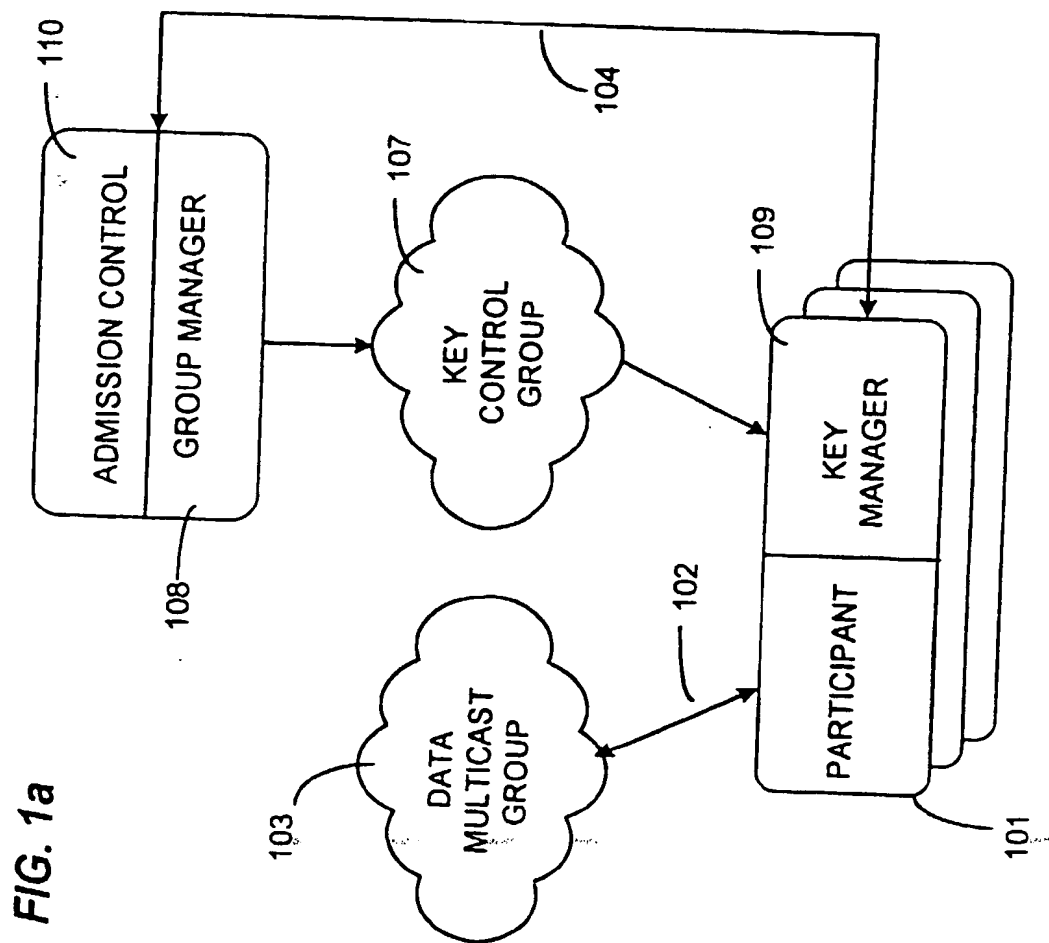 FIG. 1a
110
ADMISSION CONTROL
GROUP MANAGER
108
104
107
KEY
CONTROL
GROUP
103
DATA
MULTICAST
GROUP
102
109
PARTICIPANT
KEY
MANAGER
101